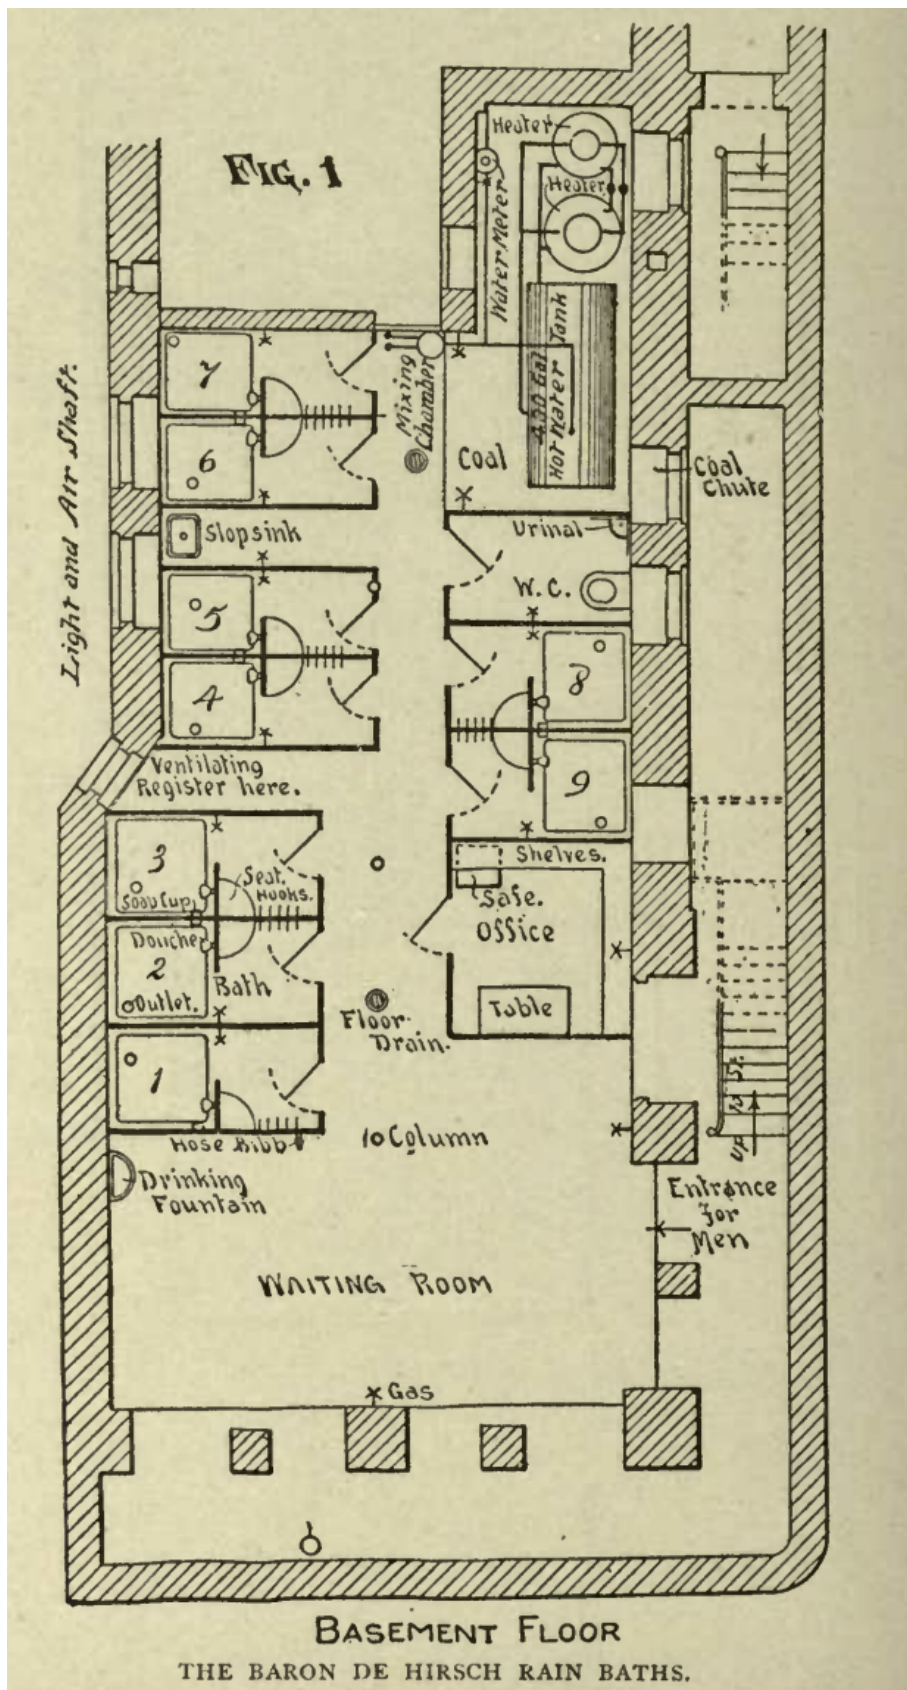 FIG. 1
Heater
Heater
Water Meter
Hot Water Tank
Mixing
Chamber
Coal
Coal
Chute
Light and Air Shaft.
7
6
Slopsink
Urinal
W.C.
5
4
8
9
Ventilating
Register here.
3
Soap Cup
Seat.
Hooks.
Shelves.
Safe.
Office
Douche
2
Outlet.
Bath
Table
Floor
Drain.
1
Hose Bibb
Column
Up
Drinking
Fountain
Entrance
for
Men
WAITING ROOM
Gas
BASEMENT FLOOR
THE BARON DE HIRSCH RAIN BATHS.